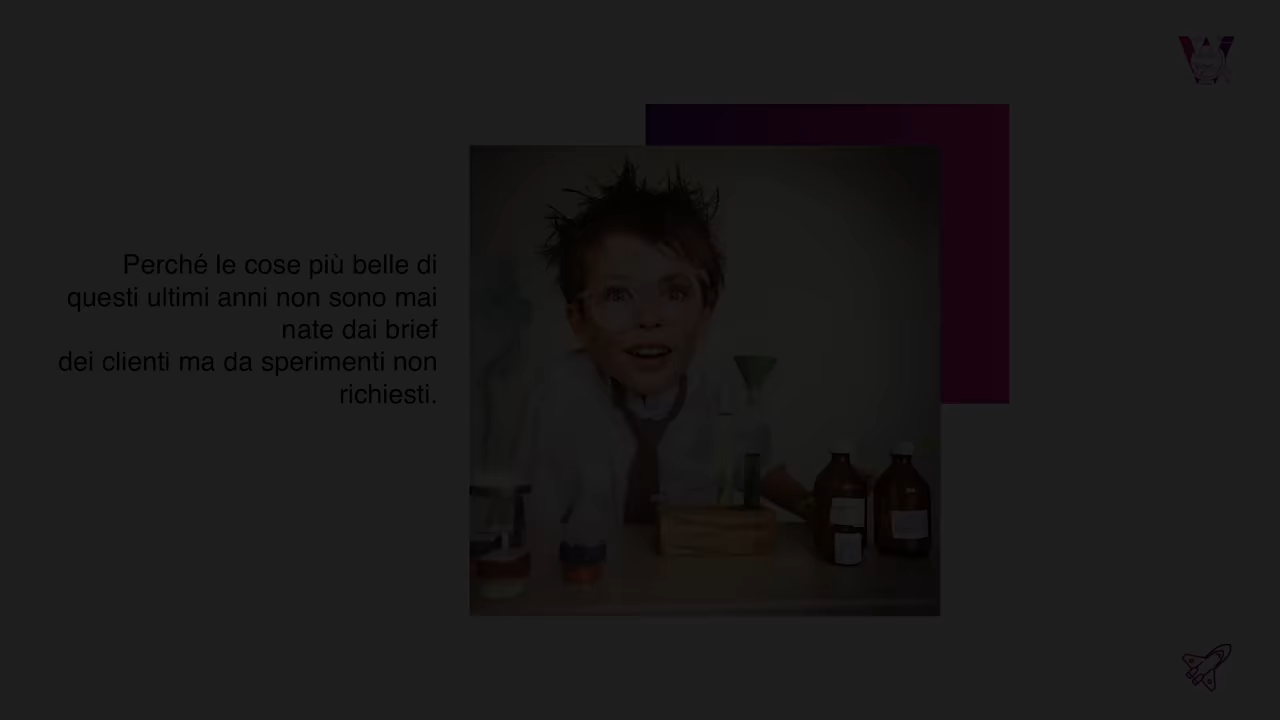 Perché le cose più belle di
questi ultimi anni non sono mai
nate dai brief
dei clienti ma da sperimenti non
richiesti.